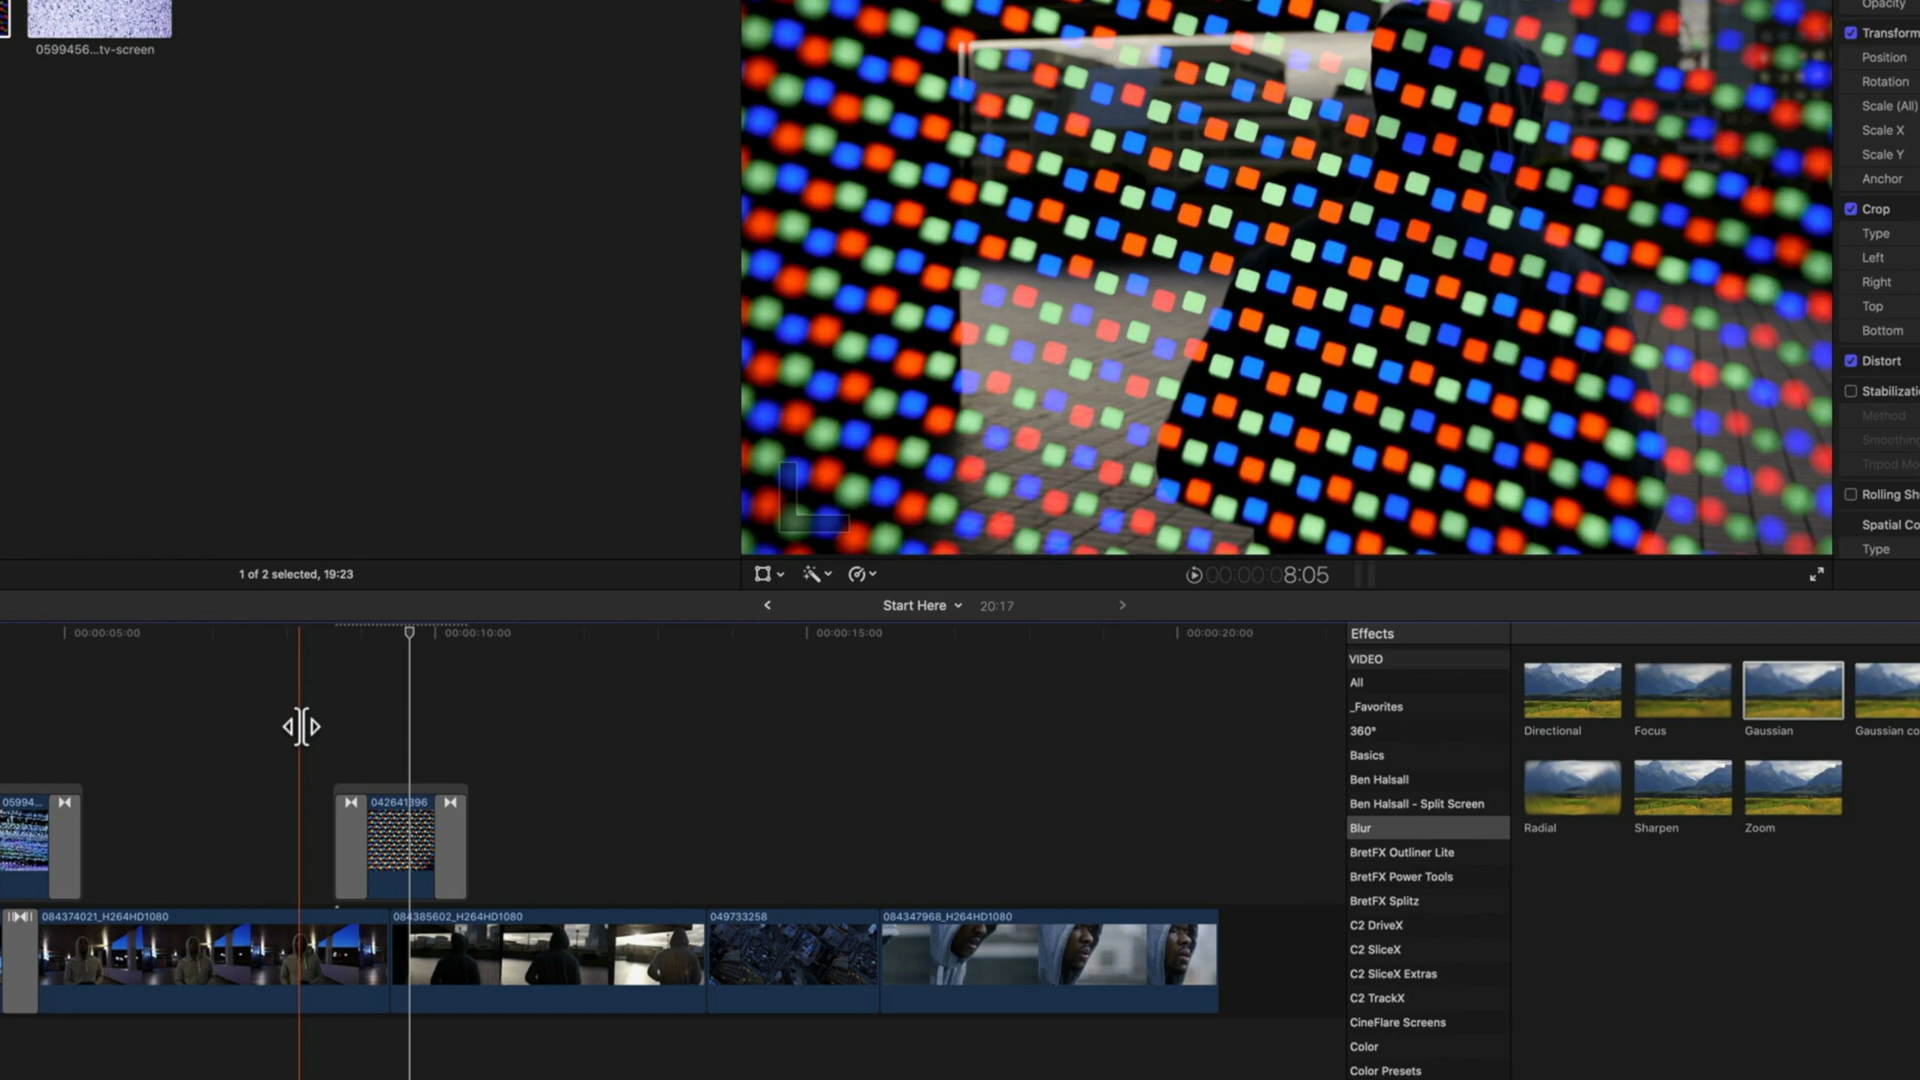 0599456...tv-screen
Opacity
Transform
Position
Rotation
Scale (All)
Scale X
Scale Y
Anchor
Crop
Type
Left
Right
Top
Bottom
Distort
Stabilizati
Method
Smoothing
Tripod Mo
Rolling Sh
Spatial Co
Type
1 of 2 selected, 19:23
00:00:08:05
Start Here 20:17
00:00:05:00 00:00:10:00 00:00:15:00 00:00:20:00
05994... 042641396
084374021_H264HD1080 084385602_H264HD1080 049733258 084347968_H264HD1080
Effects
VIDEO
All
_Favorites
360°
Basics
Ben Halsall
Ben Halsall - Split Screen
Blur
BretFX Outliner Lite
BretFX Power Tools
BretFX Splitz
C2 DriveX
C2 SliceX
C2 SliceX Extras
C2 TrackX
CineFlare Screens
Color
Color Presets
Directional Focus Gaussian Gaussian co
Radial Sharpen Zoom